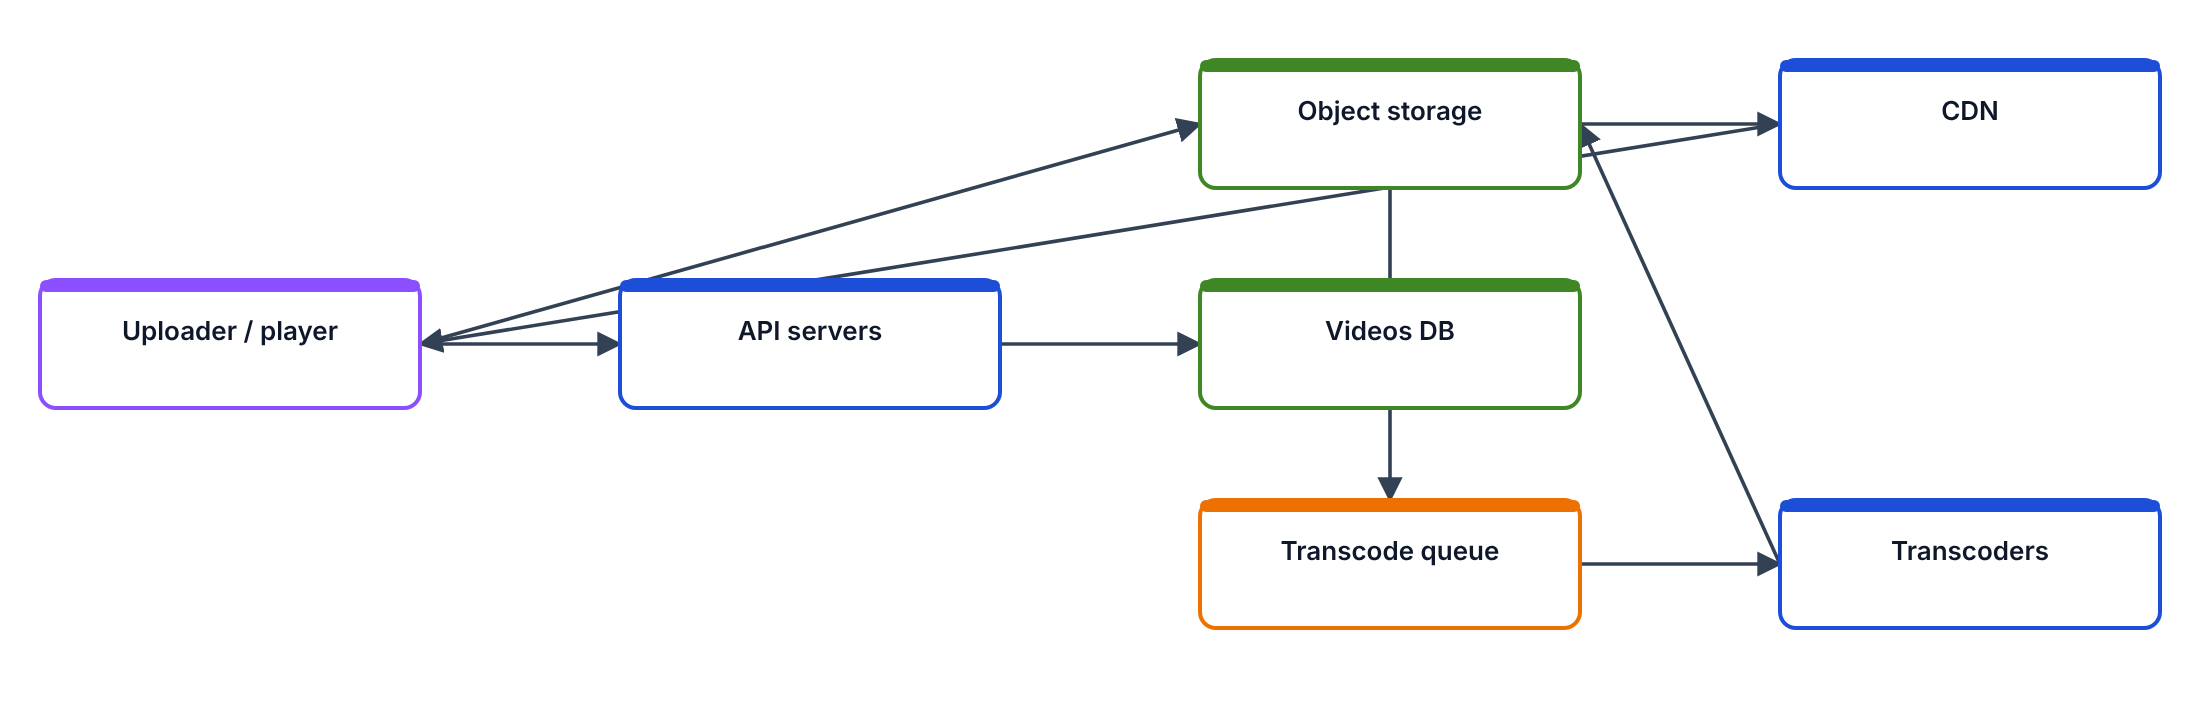 Object storage
CDN
Uploader / player
API servers
Videos DB
Transcode queue
Transcoders